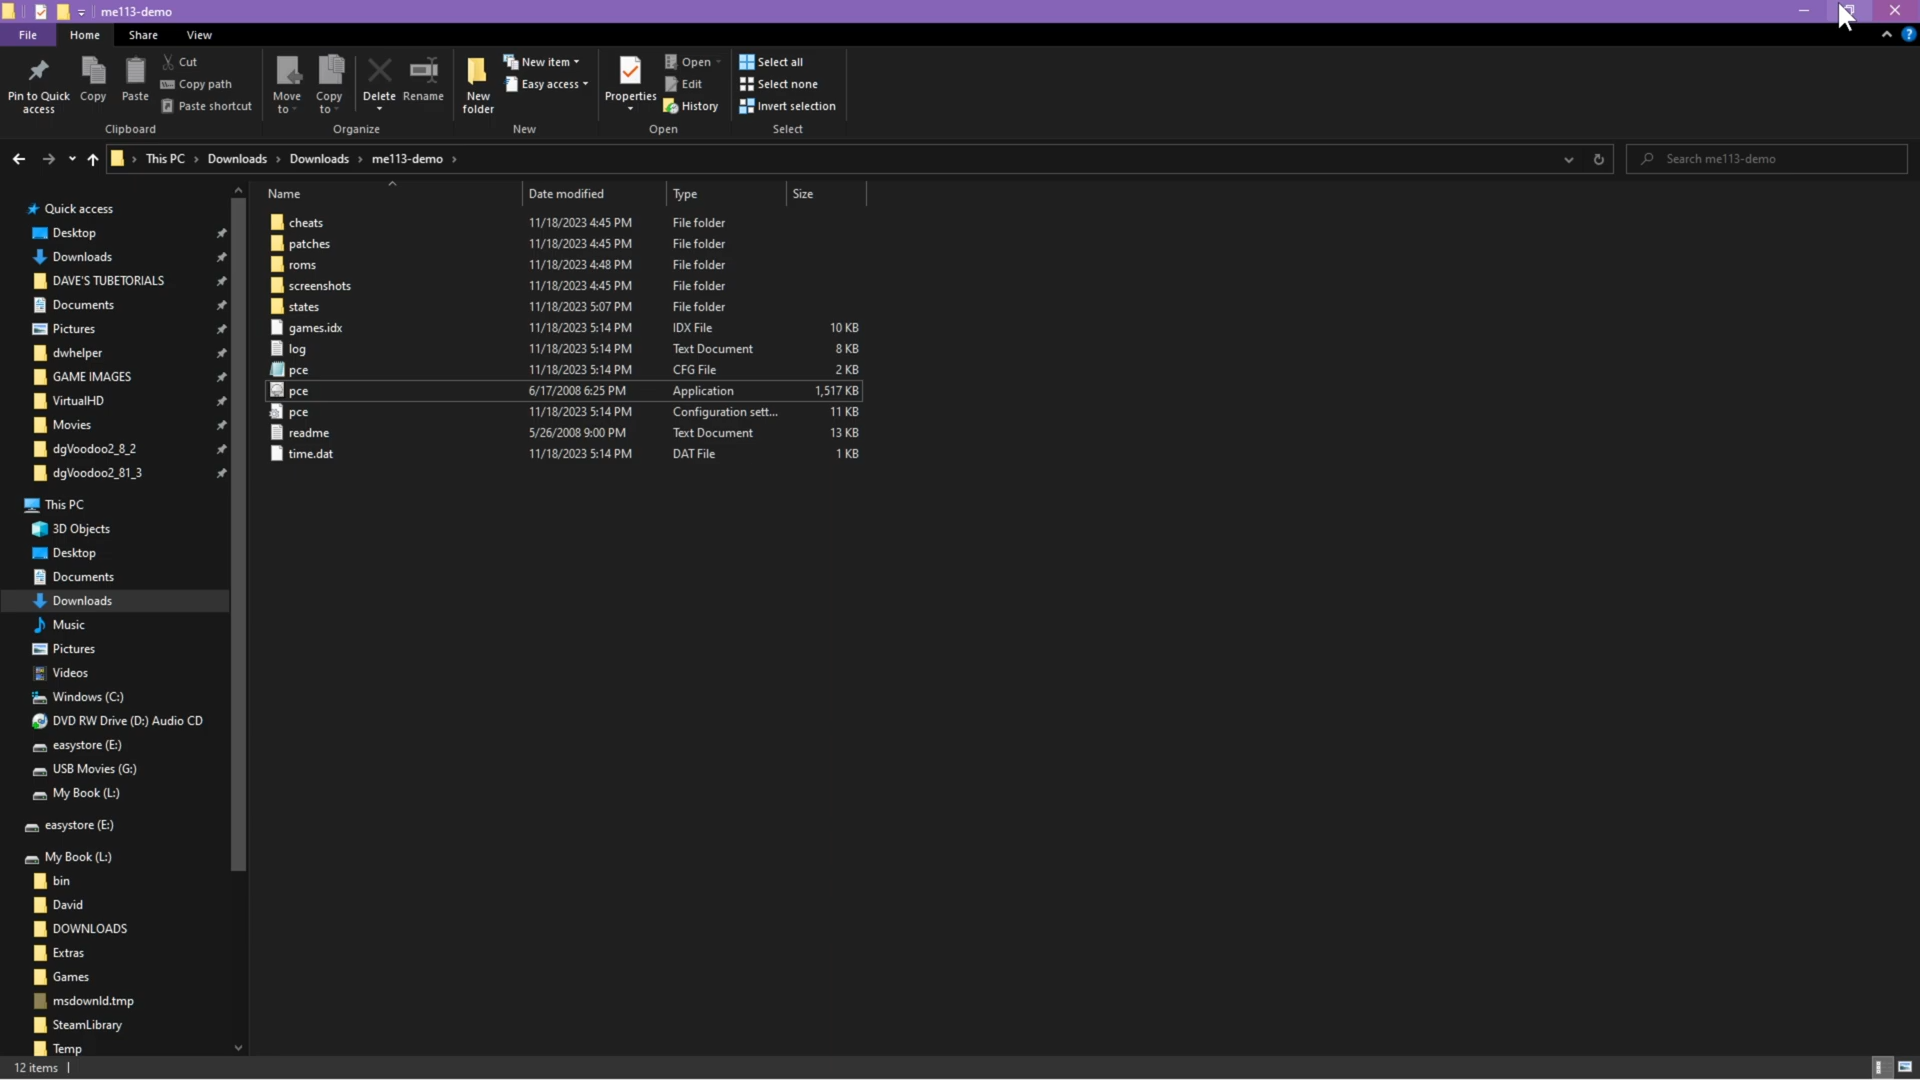 me113-demo
File Home Share View
Pin to Quick access
Copy
Paste
Cut
Copy path
Paste shortcut
Clipboard
Move to
Copy to
Delete
Rename
Organize
New folder
New item
Easy access
New
Properties
Open
Edit
History
Open
Select all
Select none
Invert selection
Select
This PC > Downloads > Downloads > me113-demo >
Search me113-demo
Quick access
Desktop
Downloads
DAVE'S TUBETORIALS
Documents
Pictures
dwhelper
GAME IMAGES
VirtualHD
Movies
dgVoodoo2_8_2
dgVoodoo2_81_3
This PC
3D Objects
Desktop
Documents
Downloads
Music
Pictures
Videos
Windows (C:)
DVD RW Drive (D:) Audio CD
easystore (E:)
USB Movies (G:)
My Book (L:)
easystore (E:)
My Book (L:)
bin
David
DOWNLOADS
Extras
Games
msdownld.tmp
SteamLibrary
Temp
Name Date modified Type Size
cheats 11/18/2023 4:45 PM File folder
patches 11/18/2023 4:45 PM File folder
roms 11/18/2023 4:48 PM File folder
screenshots 11/18/2023 4:45 PM File folder
states 11/18/2023 5:07 PM File folder
games.idx 11/18/2023 5:14 PM IDX File 10 KB
log 11/18/2023 5:14 PM Text Document 8 KB
pce 11/18/2023 5:14 PM CFG File 2 KB
pce 6/17/2008 6:25 PM Application 1,517 KB
pce 11/18/2023 5:14 PM Configuration sett... 11 KB
readme 5/26/2008 9:00 PM Text Document 13 KB
time.dat 11/18/2023 5:14 PM DAT File 1 KB
12 items